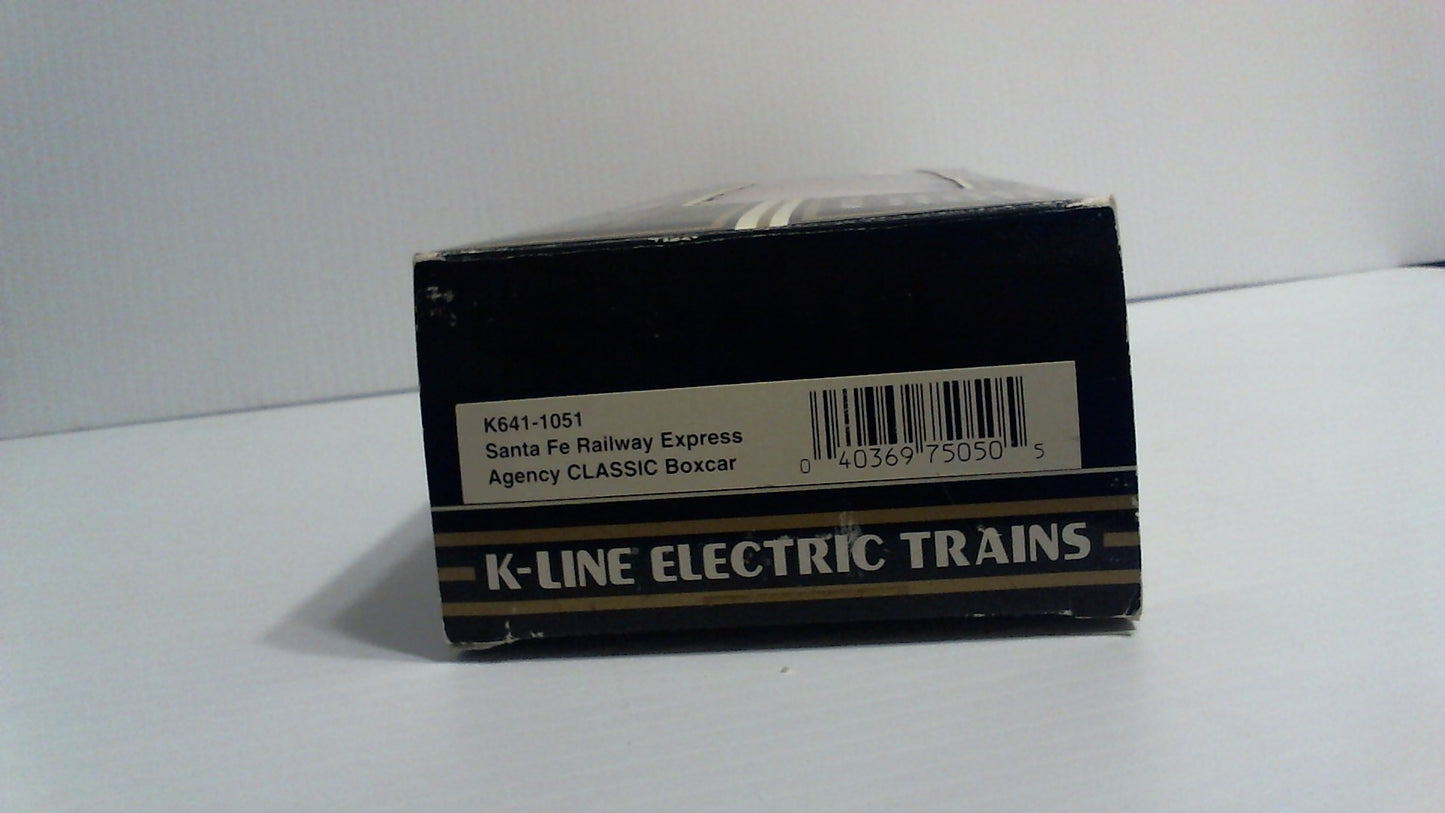 K641-1051
Santa Fe Railway Express
Agency CLASSIC Boxcar
0 40369 75050 5
K-LINE ELECTRIC TRAINS